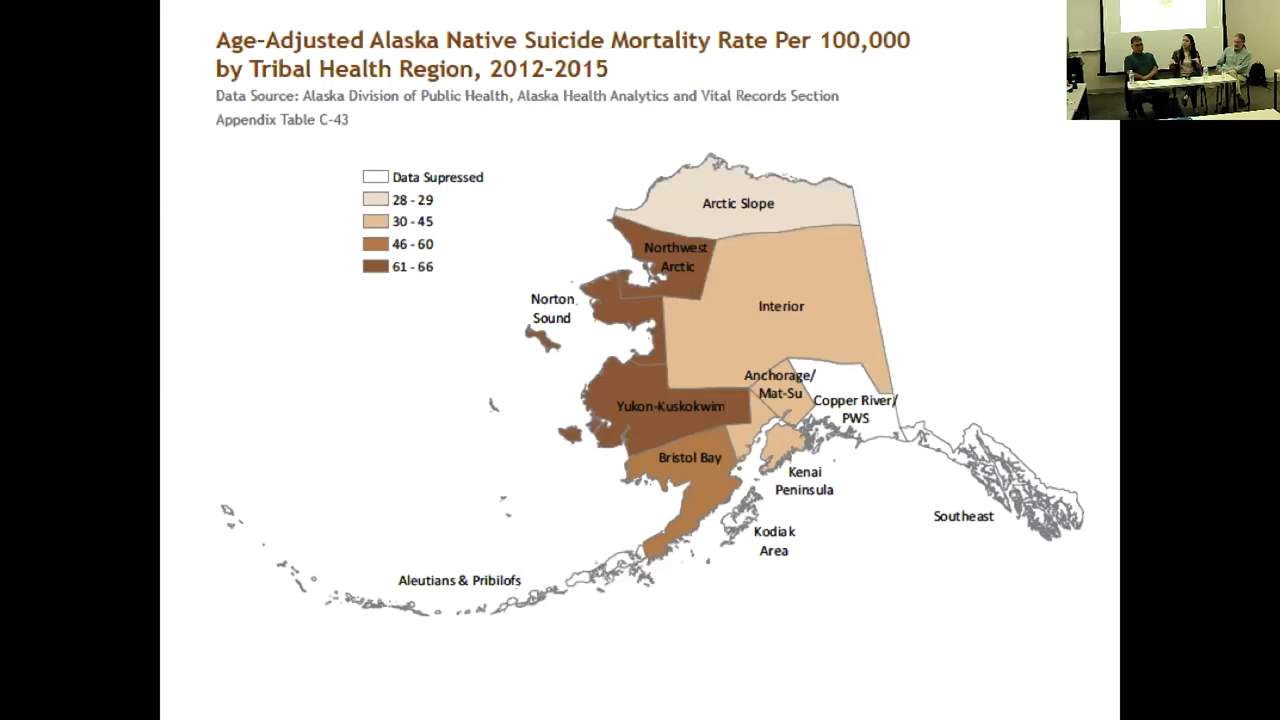 Age-Adjusted Alaska Native Suicide Mortality Rate Per 100,000
by Tribal Health Region, 2012-2015
Data Source: Alaska Division of Public Health, Alaska Health Analytics and Vital Records Section
Appendix Table C-43
Data Supressed
28 - 29
30 - 45
46 - 60
61 - 66
Arctic Slope
Northwest
Arctic
Norton
Sound
Interior
Anchorage/
Mat-Su
Copper River/
PWS
Yukon-Kuskokwim
Bristol Bay
Kenai
Peninsula
Southeast
Kodiak
Area
Aleutians & Pribilofs